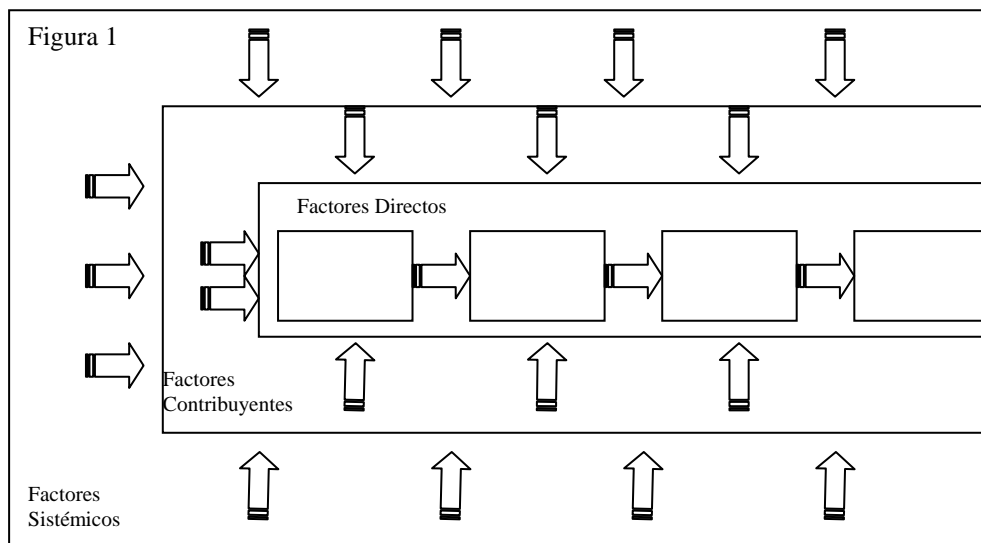 Figura 1
Factores Directos
Factores
Contribuyentes
Factores
Sistémicos